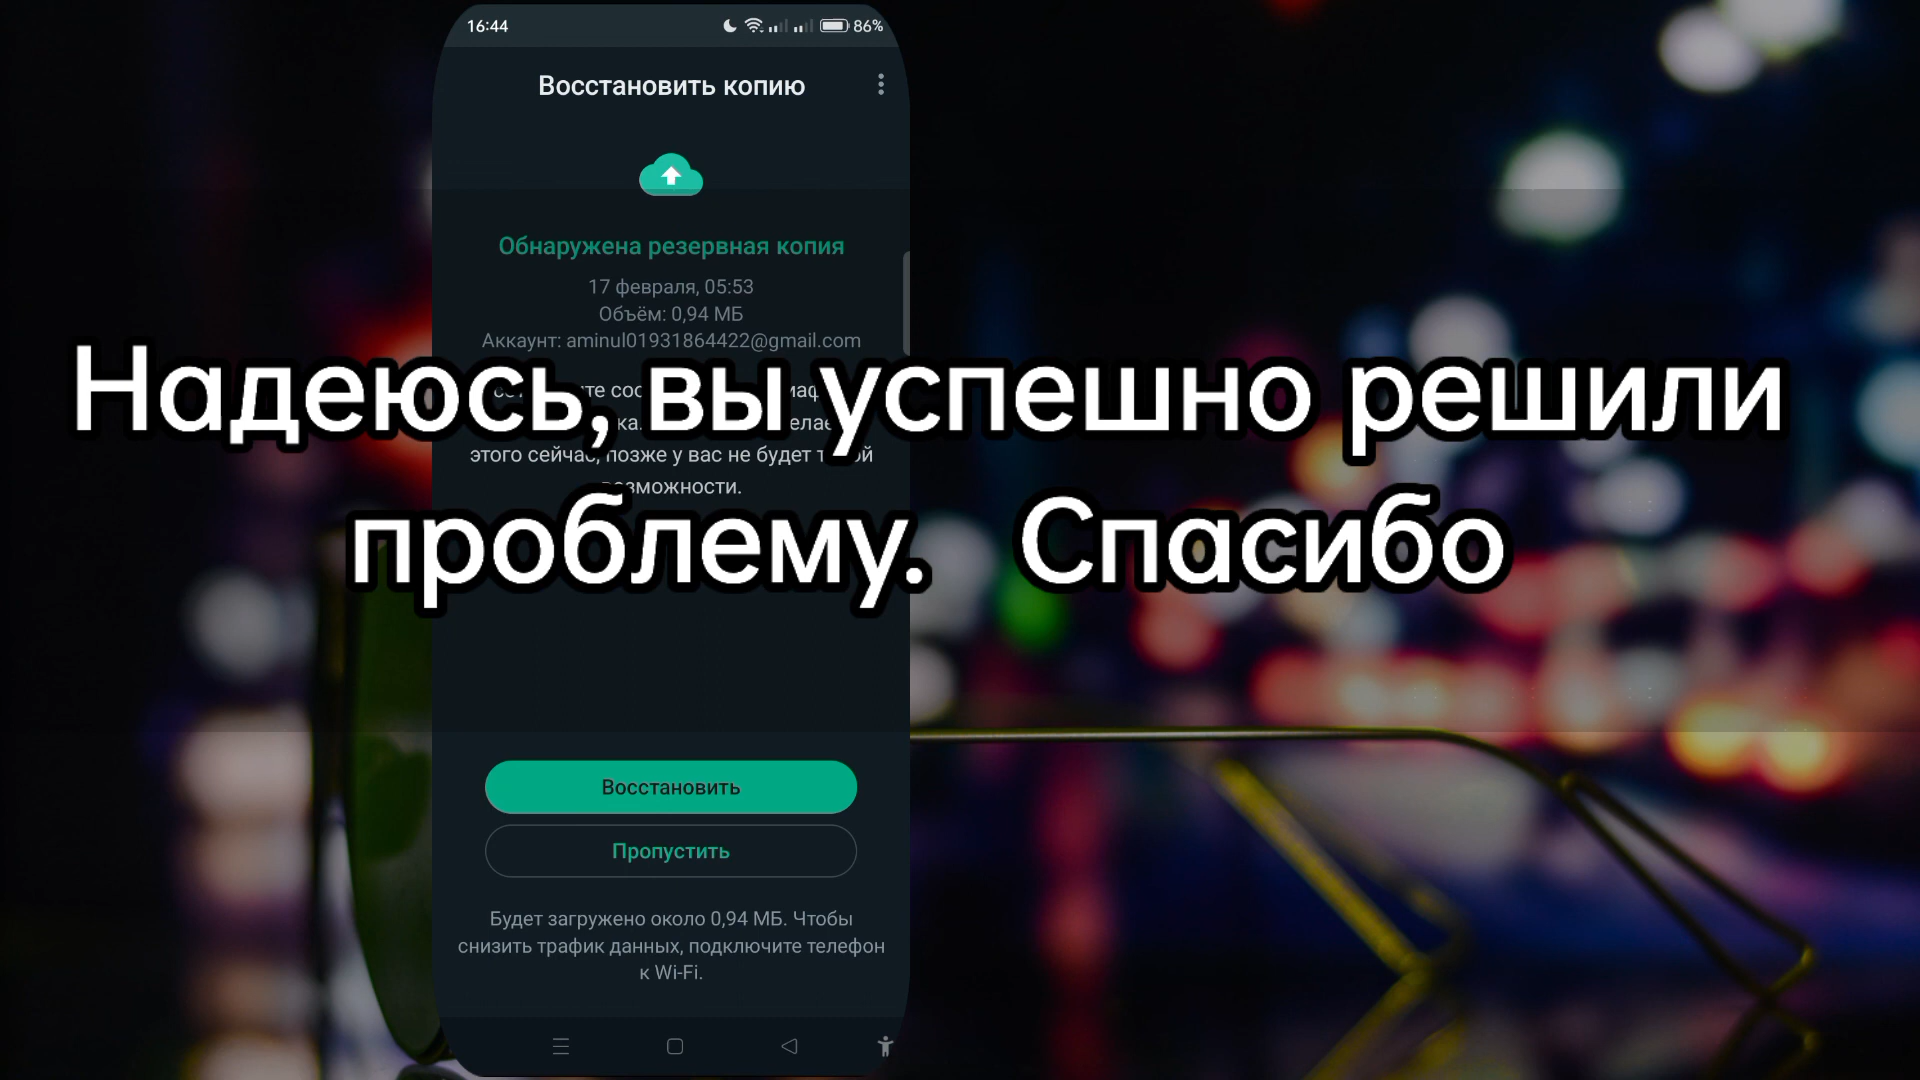 16:44
86%
Восстановить копию
Обнаружена резервная копия
17 февраля, 05:53
Объём: 0,94 МБ
Аккаунт: aminul01931864422@gmail.com
Надеюсь, вы успешно решили
этого сейчас, позже у вас не будет
возможности.
проблему. Спасибо
Восстановить
Пропустить
Будет загружено около 0,94 МБ. Чтобы
снизить трафик данных, подключите телефон
к Wi-Fi.